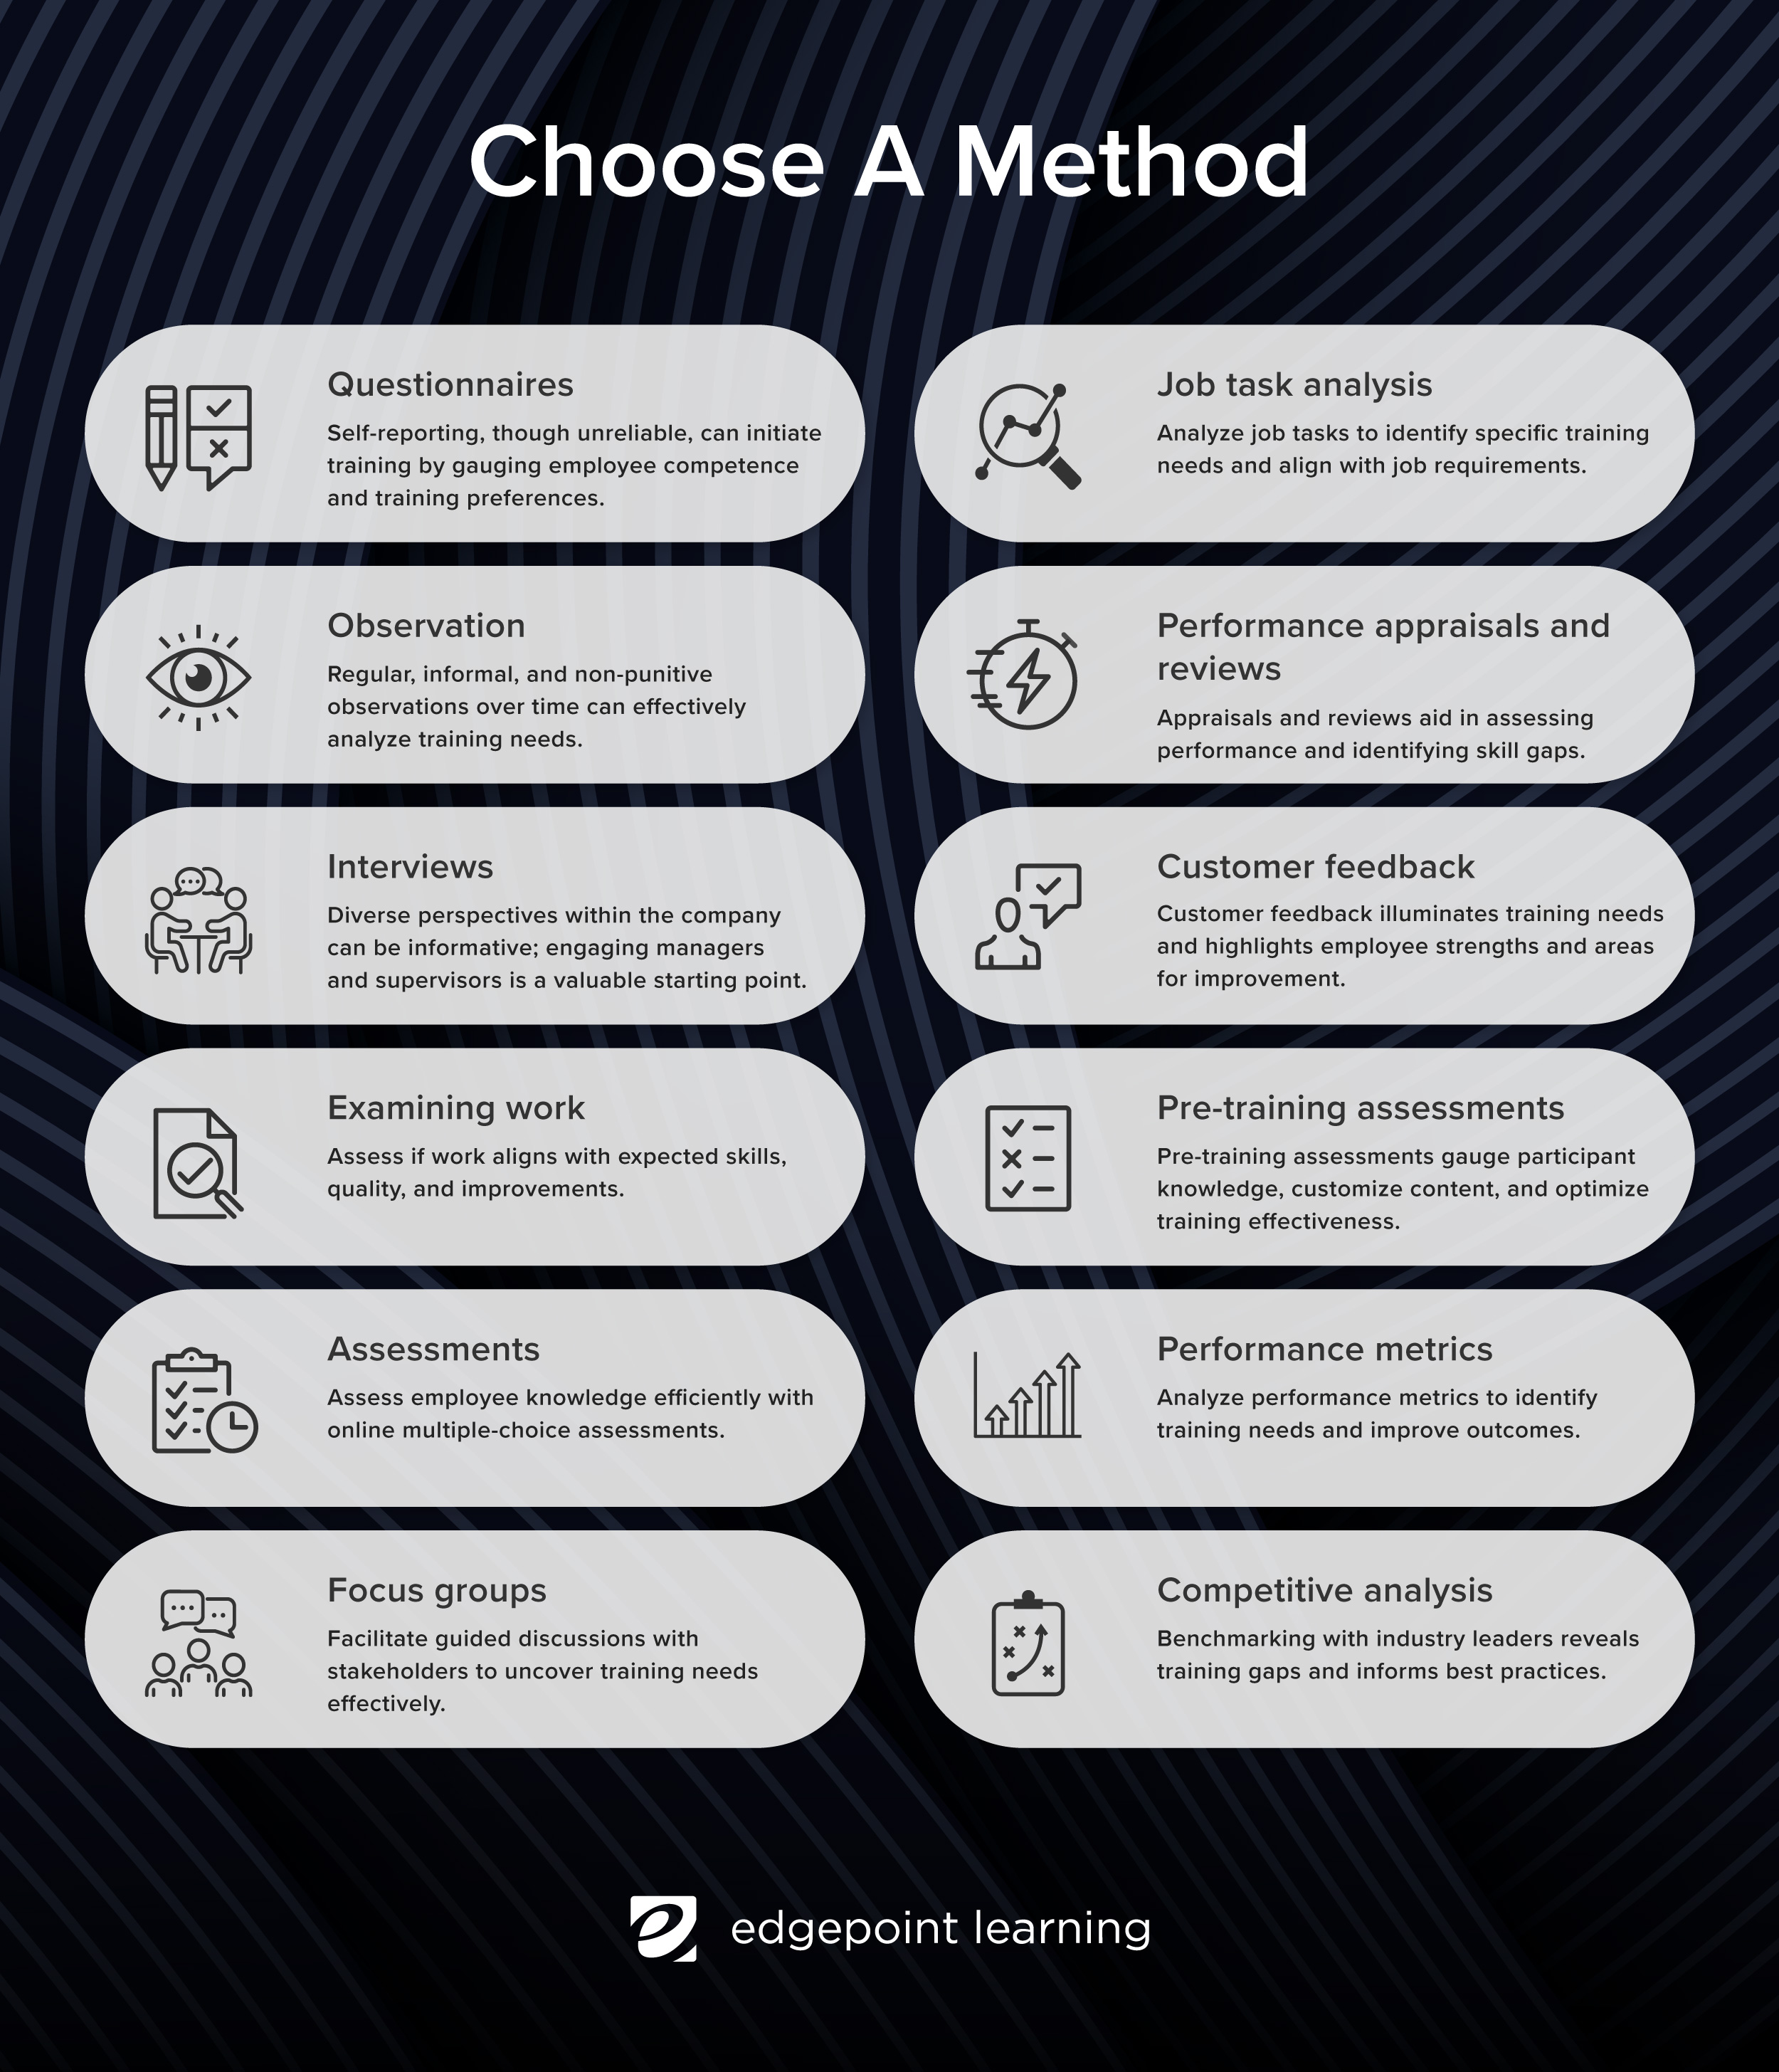 Choose A Method
Questionnaires
Self-reporting, though unreliable, can initiate
training by gauging employee competence
and training preferences.
Job task analysis
Analyze job tasks to identify specific training
needs and align with job requirements.
Observation
Regular, informal, and non-punitive
observations over time can effectively
analyze training needs.
Performance appraisals and
reviews
Appraisals and reviews aid in assessing
performance and identifying skill gaps.
Interviews
Diverse perspectives within the company
can be informative; engaging managers
and supervisors is a valuable starting point.
Customer feedback
Customer feedback illuminates training needs
and highlights employee strengths and areas
for improvement.
Examining work
Assess if work aligns with expected skills,
quality, and improvements.
Pre-training assessments
Pre-training assessments gauge participant
knowledge, customize content, and optimize
training effectiveness.
Assessments
Assess employee knowledge efficiently with
online multiple-choice assessments.
Performance metrics
Analyze performance metrics to identify
training needs and improve outcomes.
Focus groups
Facilitate guided discussions with
stakeholders to uncover training needs
effectively.
Competitive analysis
Benchmarking with industry leaders reveals
training gaps and informs best practices.
edgepoint learning